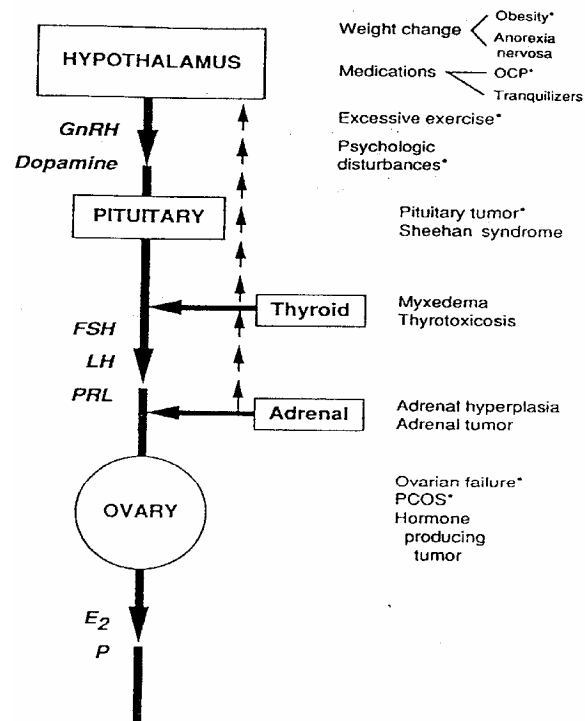 HYPOTHALAMUS
GnRH
Dopamine
PITUITARY
FSH
LH
PRL
Thyroid
Adrenal
OVARY
E2
P
Weight change
Obesity*
Anorexia
nervosa
Medications
OCP*
Tranquilizers
Excessive exercise*
Psychologic
disturbances*
Pituitary tumor*
Sheehan syndrome
Myxedema
Thyrotoxicosis
Adrenal hyperplasia
Adrenal tumor
Ovarian failure*
PCOS*
Hormone
producing
tumor